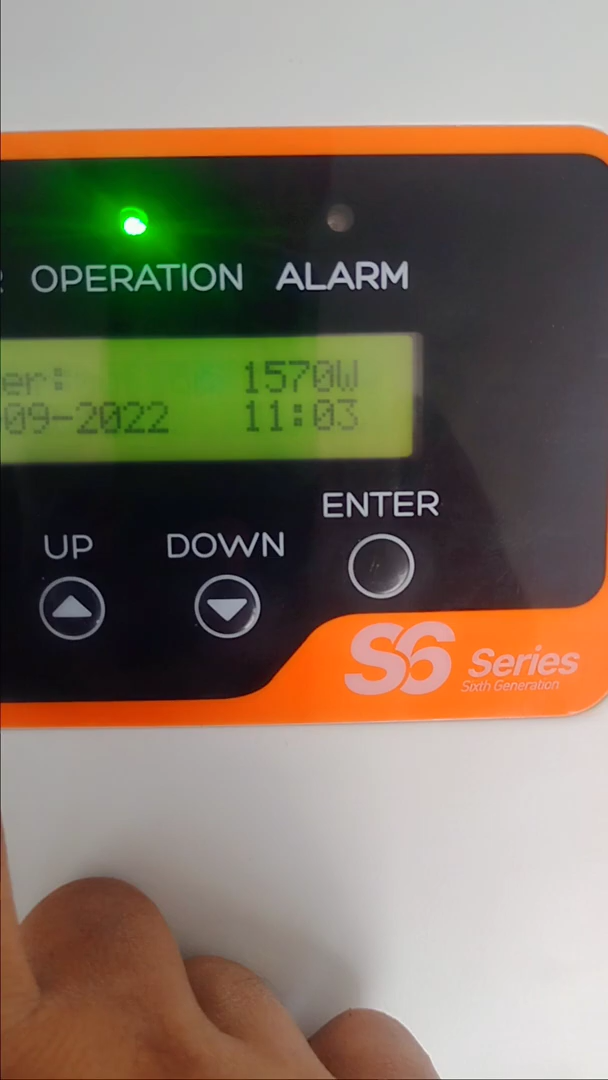 OPERATION ALARM
er: 1570W
09-2022 11:03
ENTER
UP DOWN
S6 Series
Sixth Generation